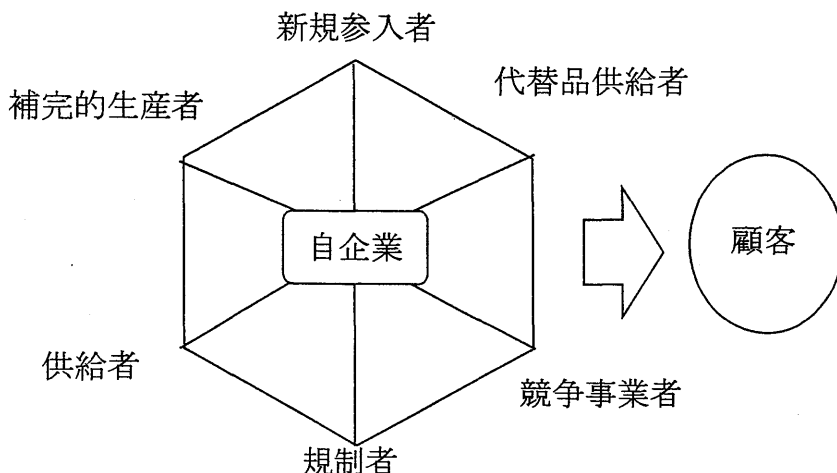 新規参入者
代替品供給者
補完的生産者
自企業
顧客
供給者
競争事業者
規制者